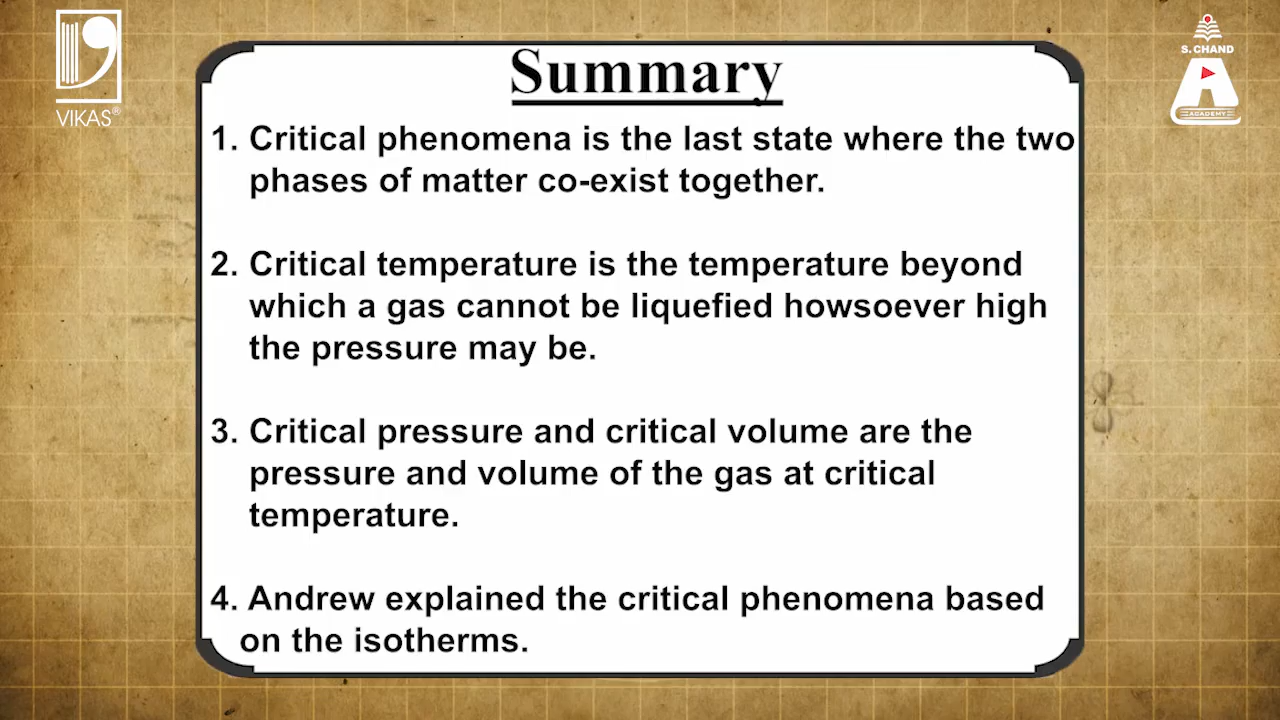 VIKAS®
S. CHAND
ACADEMY
Summary
1. Critical phenomena is the last state where the two
phases of matter co-exist together.
2. Critical temperature is the temperature beyond
which a gas cannot be liquefied howsoever high
the pressure may be.
3. Critical pressure and critical volume are the
pressure and volume of the gas at critical
temperature.
4. Andrew explained the critical phenomena based
on the isotherms.